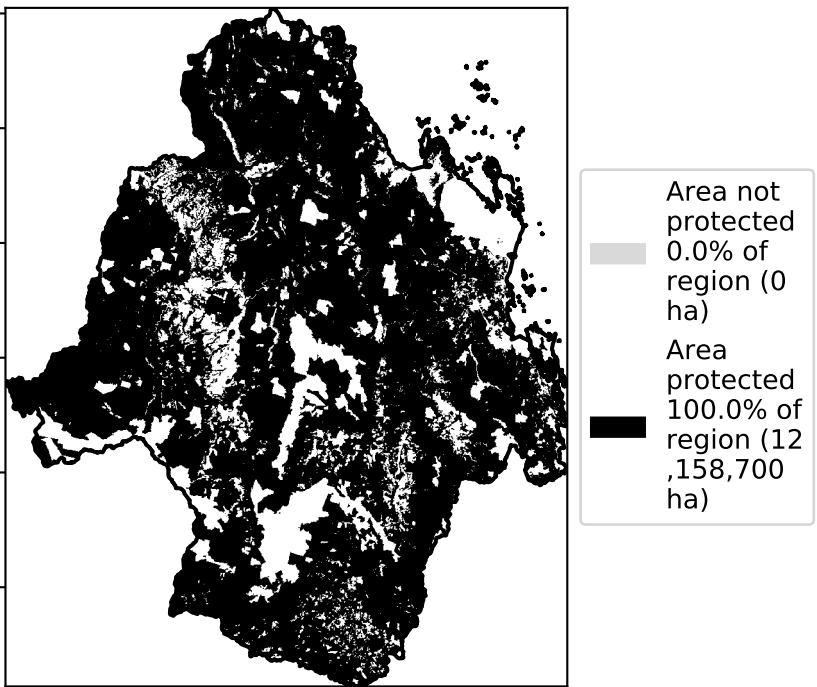 Area not
protected
0.0% of
region (0
ha)
Area
protected
100.0% of
region (12
,158,700
ha)